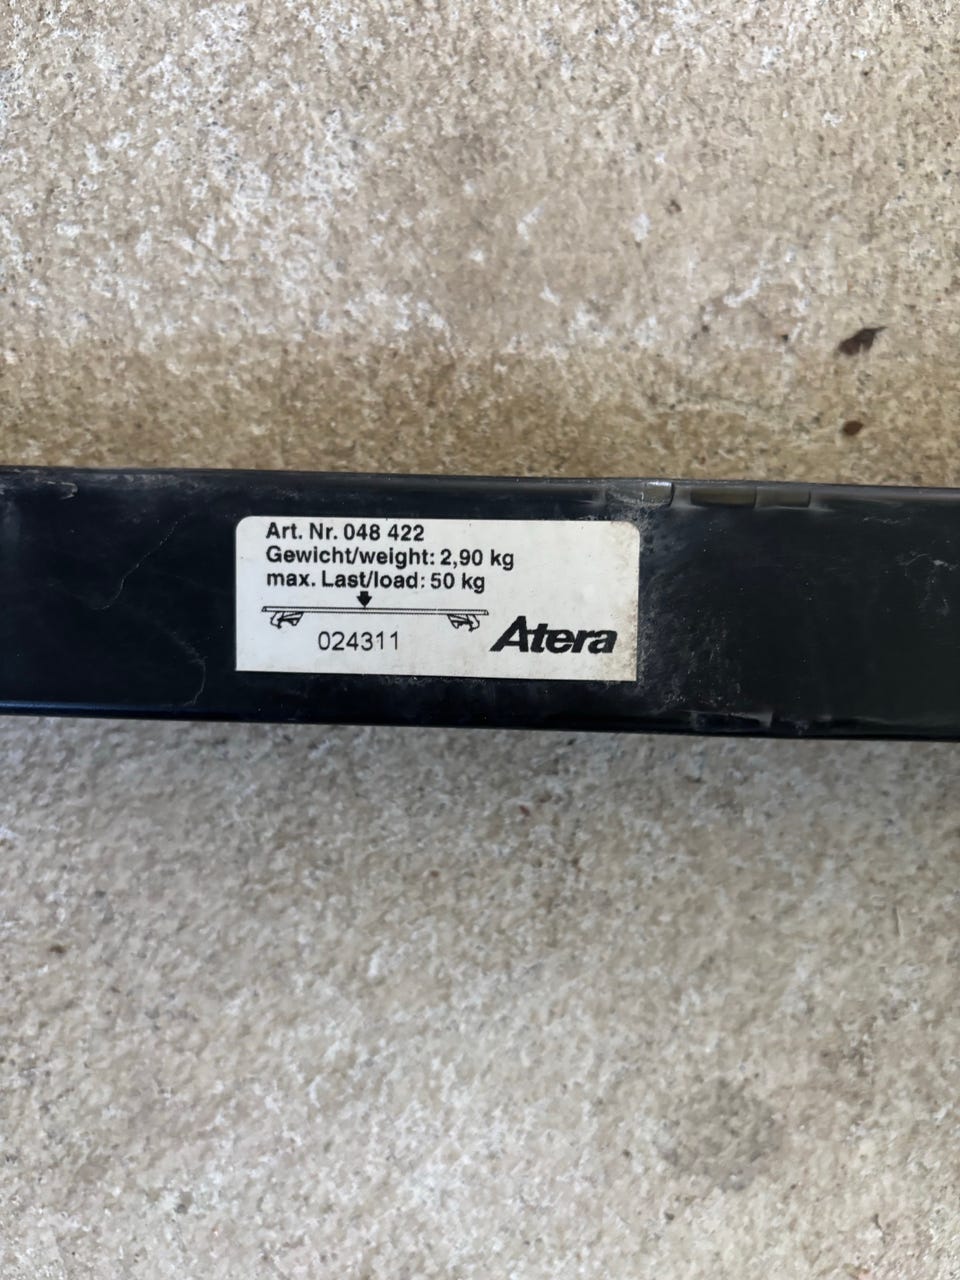 Art. Nr. 048 422
Gewicht/weight: 2,90 kg
max. Last/load: 50 kg
024311
Atera